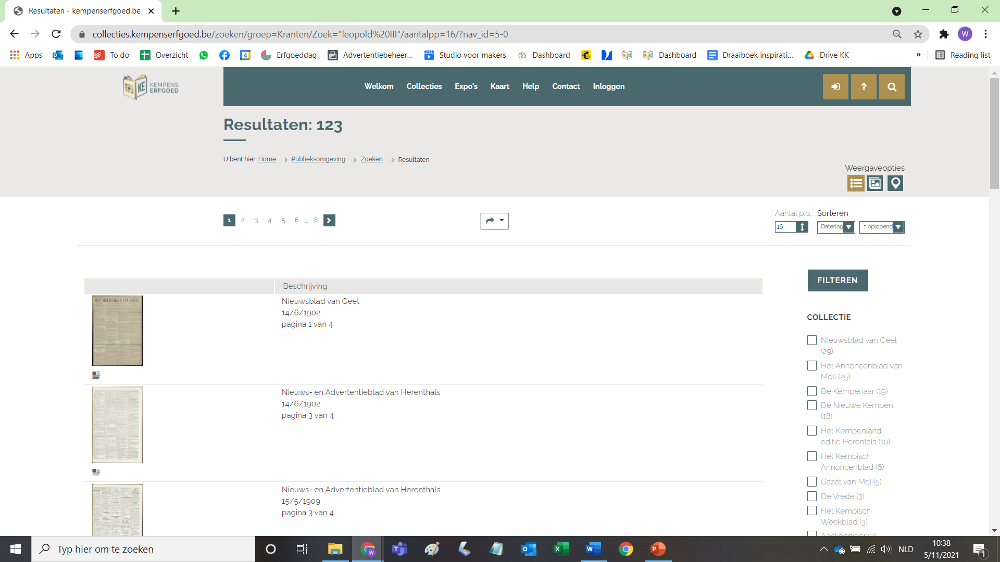 Resultaten - kempenserfgoed.be
collecties.kempenserfgoed.be/zoeken/groep=Kranten/Zoek="leopold%20III"/aantalpp=16/?nav_id=5-0
W
Apps
To do
Overzicht
4
Erfgoeddag
Advertentiebeheer...
Studio voor makers
Dashboard
Dashboard
Draaiboek inspirati...
Drive KK
»
Reading list
KE
KEMPENS
ERFGOED
Welkom
Collecties
Expo's
Kaart
Help
Contact
Inloggen
?
Resultaten: 123
U bent hier: Home → Publieksomgeving → Zoeken → Resultaten
Weergaveopties
1 2 3 4 5 6 ... 8
Aantal p.p.: Sorteren
16
Datering
↑ oplopend
Beschrijving
HET NIEUWSBLAD VAN GHEEL
Nieuwsblad van Geel
14/6/1902
pagina 1 van 4
Nieuws- en Advertentieblad van Herenthals
14/6/1902
pagina 3 van 4
Nieuws- en Advertentieblad van Herenthals
15/5/1909
pagina 3 van 4
FILTEREN
COLLECTIE
Nieuwsblad van Geel
(29)
Het Annoncenblad van
Moll (25)
De Kempenaar (19)
De Nieuwe Kempen
(18)
Het Kempenland:
editie Herentals (10)
Het Kempisch
Annoncenblad (6)
Gazet van Mol (5)
De Vrede (3)
Het Kempisch
Weekblad (3)
Typ hier om te zoeken
NLD
10:38
5/11/2021
1